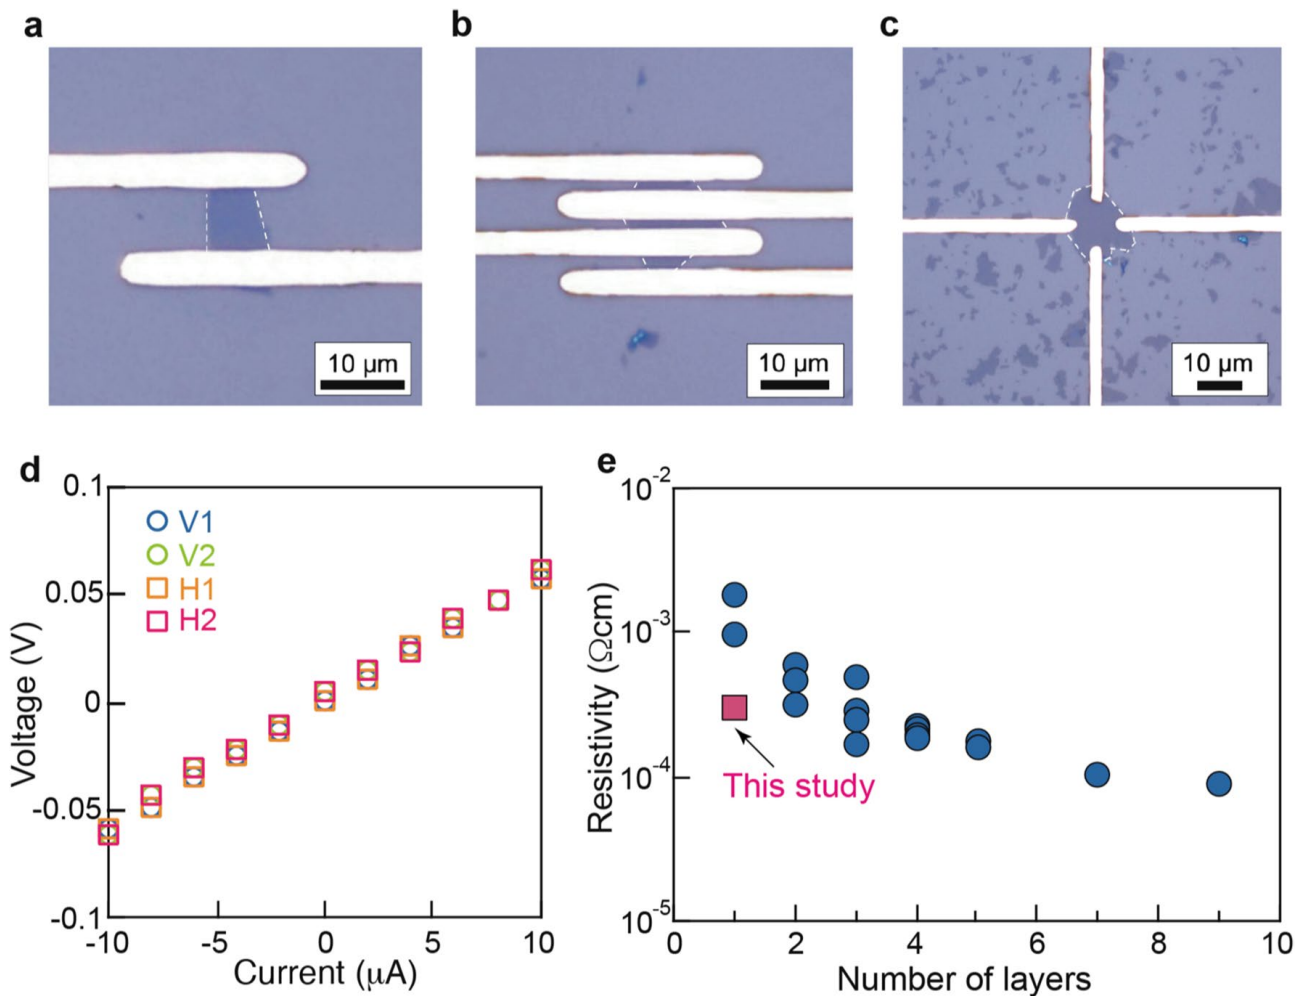 a
b
c
10 µm
10 µm
10 µm
d
e
0.1
0.05
0
-0.05
-0.1
V1
V2
H1
H2
Voltage (V)
-10
-5
0
5
10
Current (µA)
10-2
10-3
10-4
10-5
Resistivity (Ωcm)
This study
0
2
4
6
8
10
Number of layers